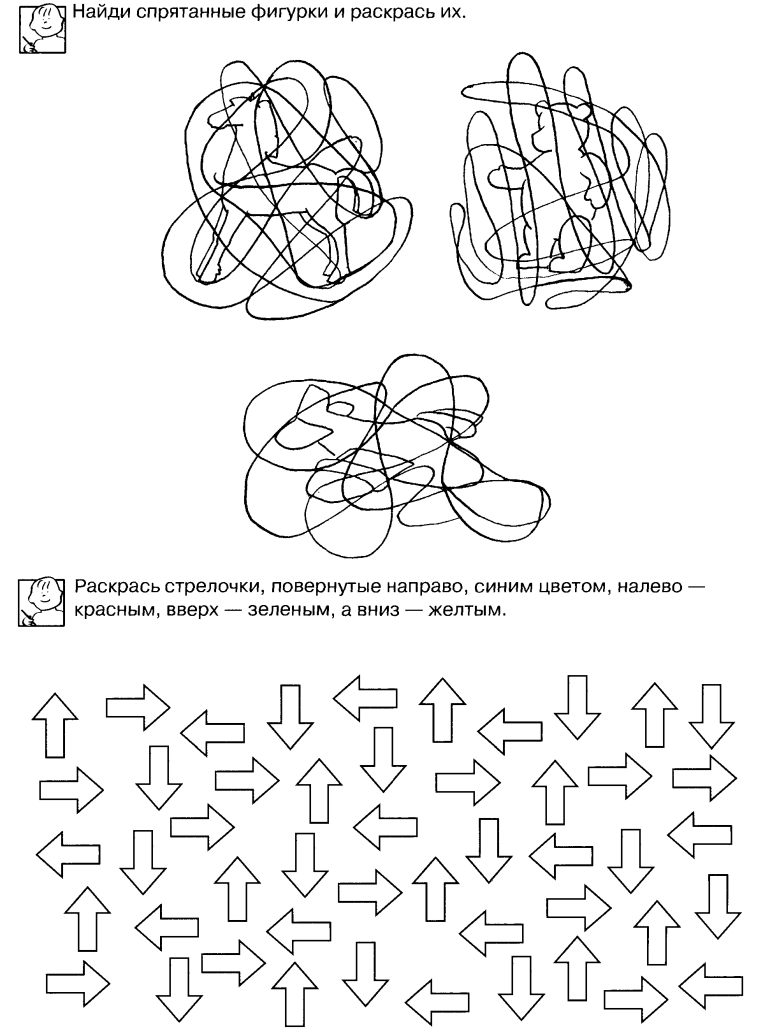 Найди спрятанные фигурки и раскрась их.
Раскрась стрелочки, повернутые направо, синим цветом, налево —
красным, вверх — зеленым, а вниз — желтым.